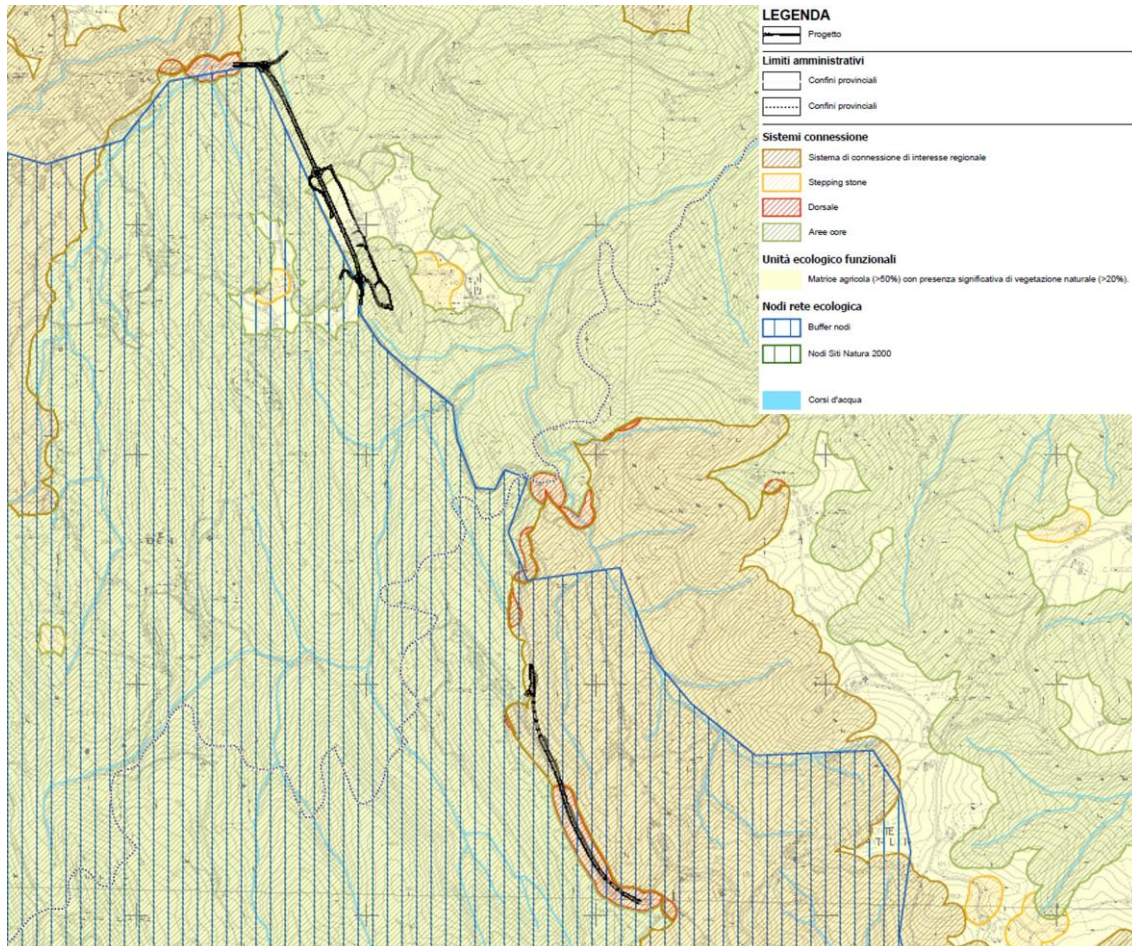 LEGENDA
Progetto
Limiti amministrativi
Confini provinciali
Confini provinciali
Sistemi connessione
Sistema di connessione di interesse regionale
Stepping stone
Dorsale
Aree core
Unità ecologico funzionali
Matrice agricola (>50%) con presenza significativa di vegetazione naturale (>20%).
Nodi rete ecologica
Buffer nodi
Nodi Siti Natura 2000
Corsi d'acqua